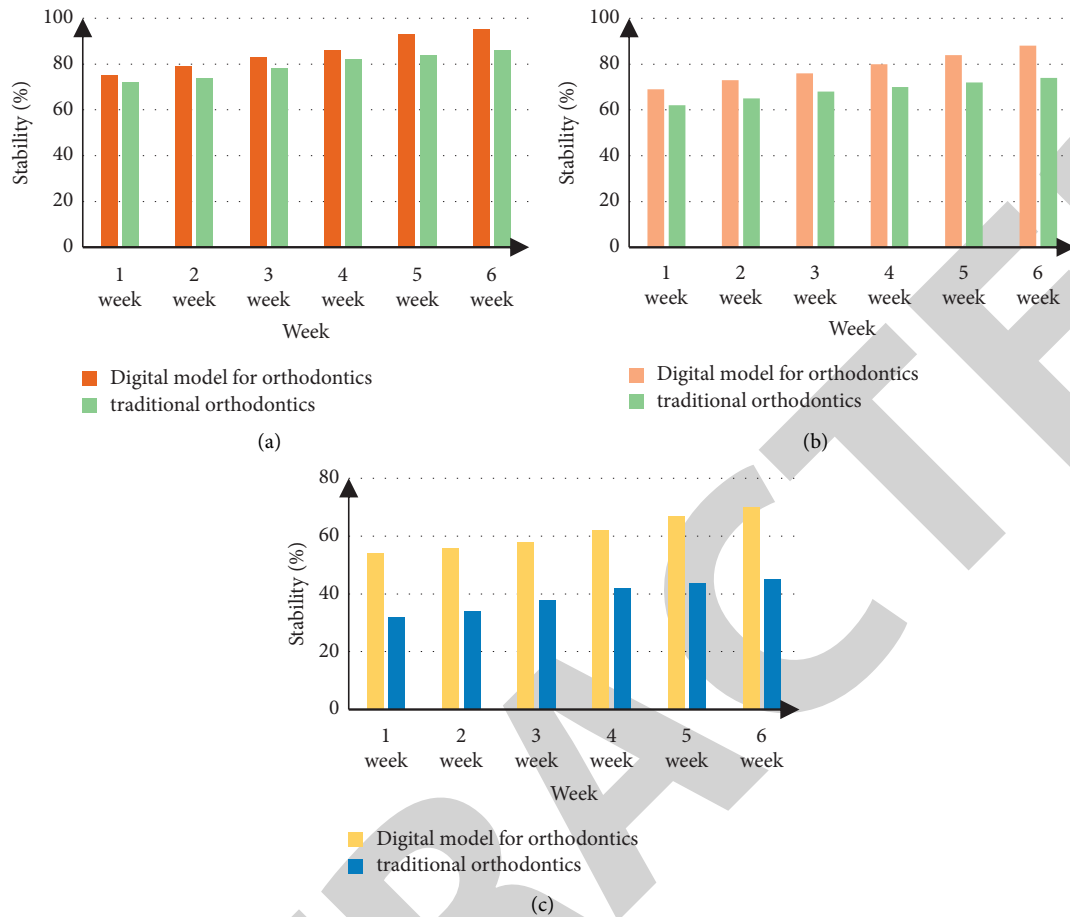 100
80
60
40
20
0
Stability (%)
1 2 3 4 5 6
week week week week week week
Week
Digital model for orthodontics
traditional orthodontics
(a)
100
80
60
40
20
0
Stability (%)
1 2 3 4 5 6
week week week week week week
Week
Digital model for orthodontics
traditional orthodontics
(b)
80
60
40
20
0
Stability (%)
1 2 3 4 5 6
week week week week week week
Week
Digital model for orthodontics
traditional orthodontics
(c)
RACTE